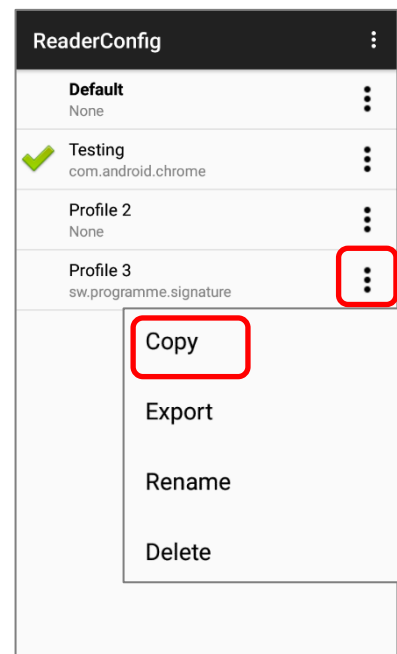 ReaderConfig
Default
None
Testing
com.android.chrome
Profile 2
None
Profile 3
sw.programme.signature
Copy
Export
Rename
Delete